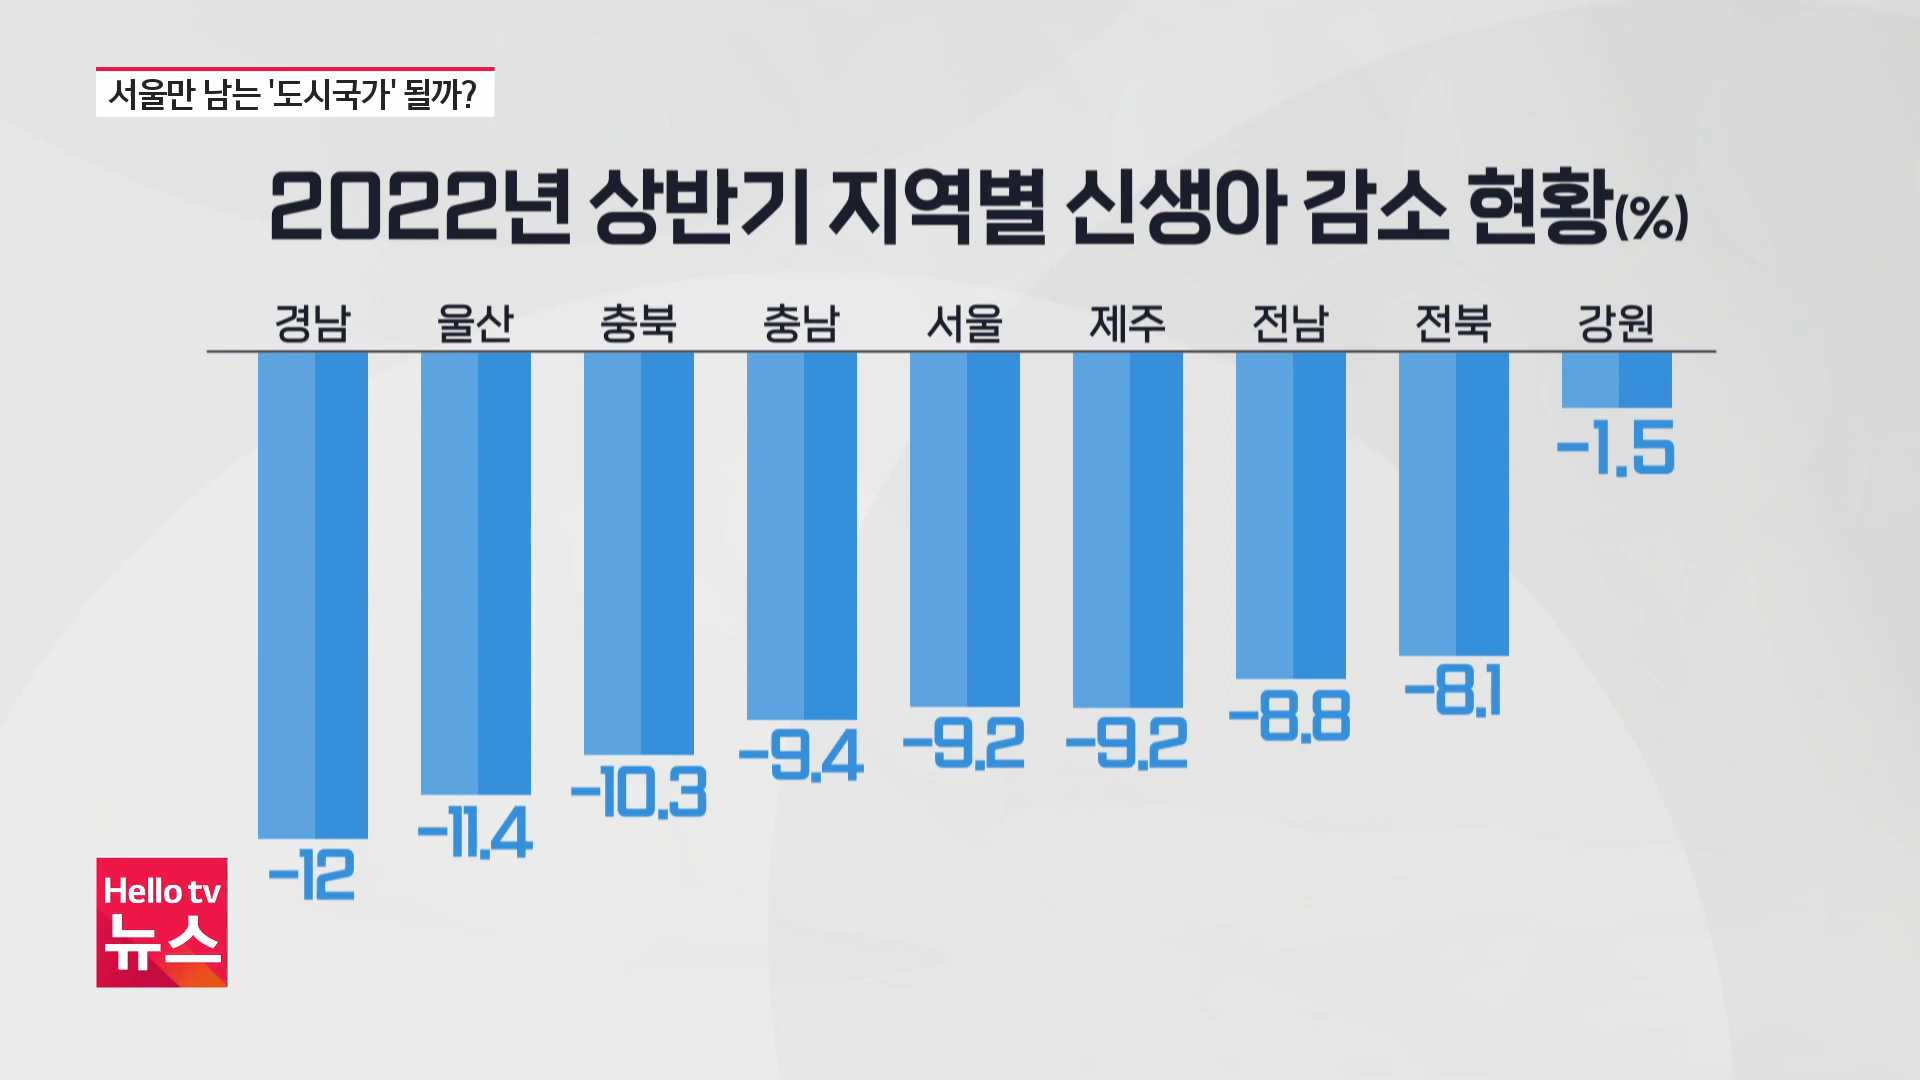 서울만 남는 '도시국가' 될까?
2022년 상반기 지역별 신생아 감소 현황(%)
경남 울산 충북 충남 서울 제주 전남 전북 강원
-12 -11.4 -10.3 -9.4 -9.2 -9.2 -8.8 -8.1 -1.5
Hello tv
뉴스